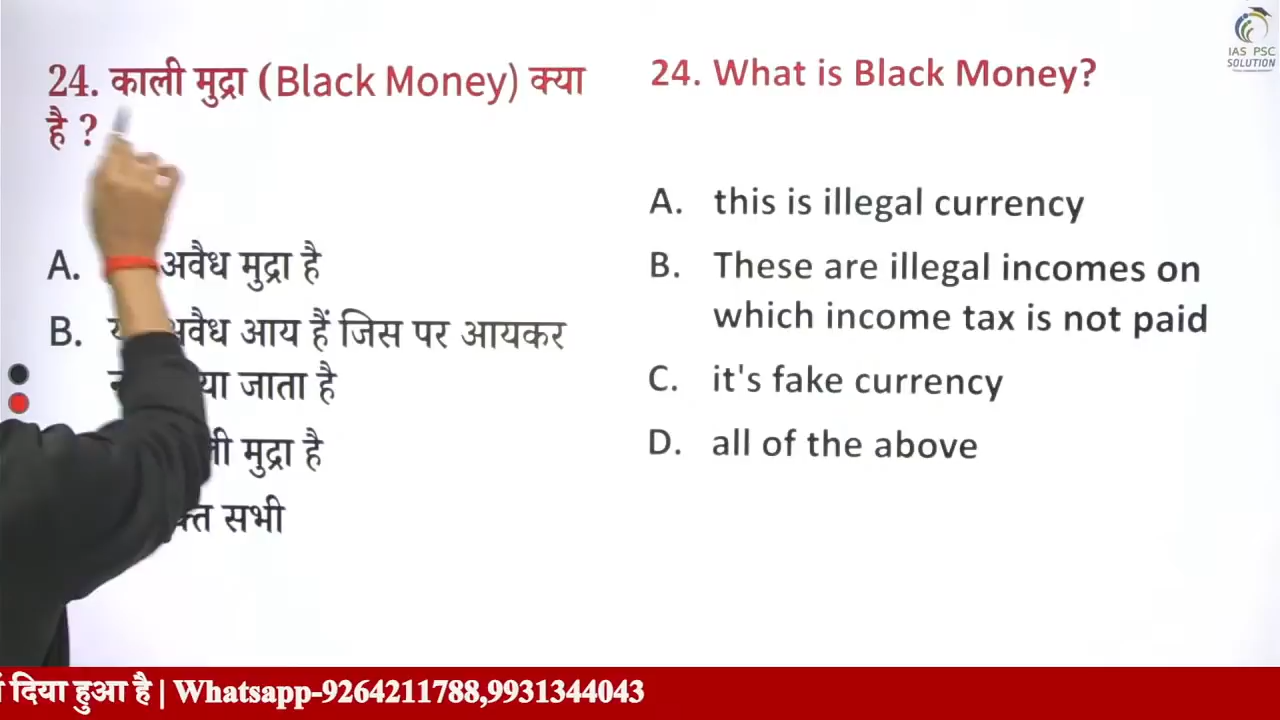 24. काली मुद्रा (Black Money) क्या
है ?
A. अवैध मुद्रा है
B. अवैध आय हैं जिस पर आयकर
जाता है
मुद्रा है
सभी
24. What is Black Money?
A. this is illegal currency
B. These are illegal incomes on
which income tax is not paid
C. it's fake currency
D. all of the above
IAS PSC
SOLUTION
दिया हुआ है | Whatsapp-9264211788,9931344043